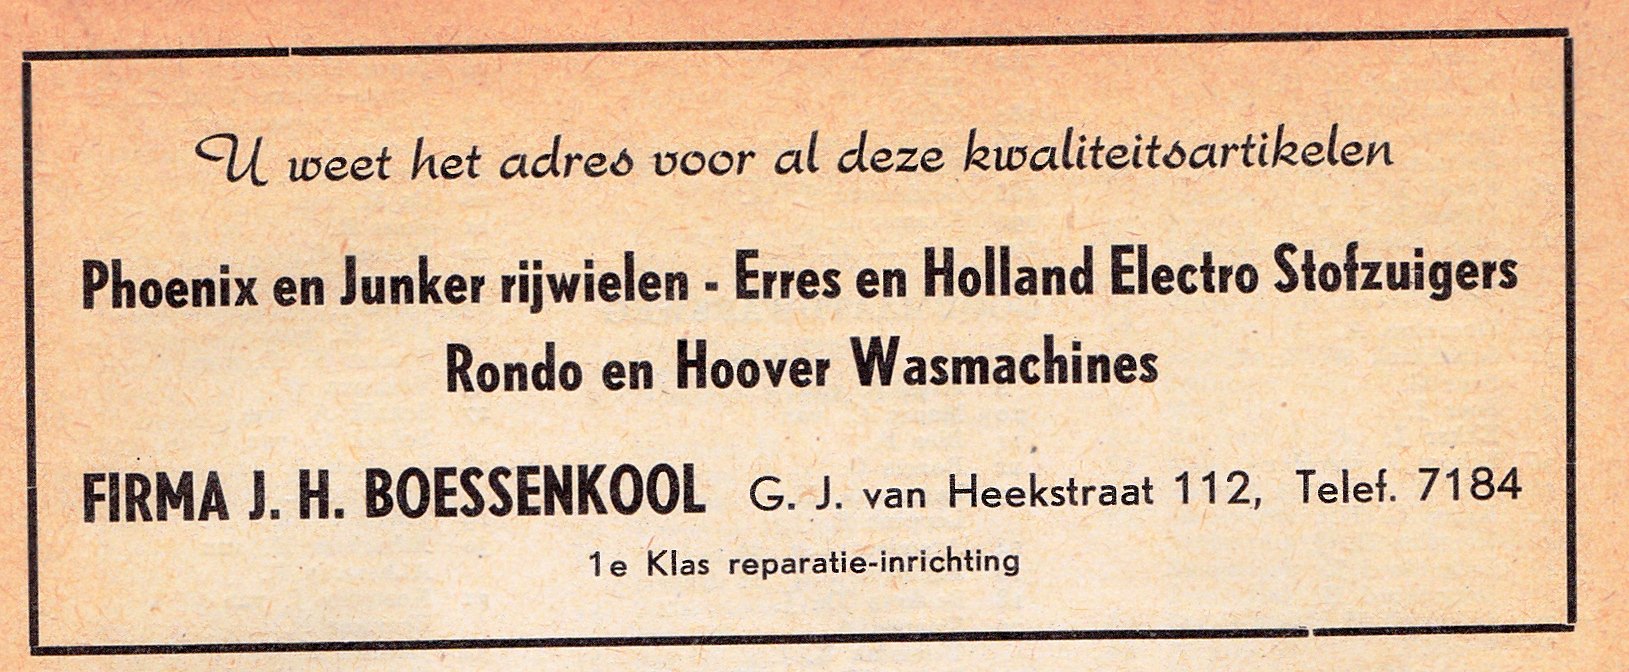 U weet het adres voor al deze kwaliteitsartikelen
Phoenix en Junker rijwielen - Erres en Holland Electro Stofzuigers
Rondo en Hoover Wasmachines
FIRMA J. H. BOESSENKOOL G. J. van Heekstraat 112, Telef. 7184
1e Klas reparatie-inrichting